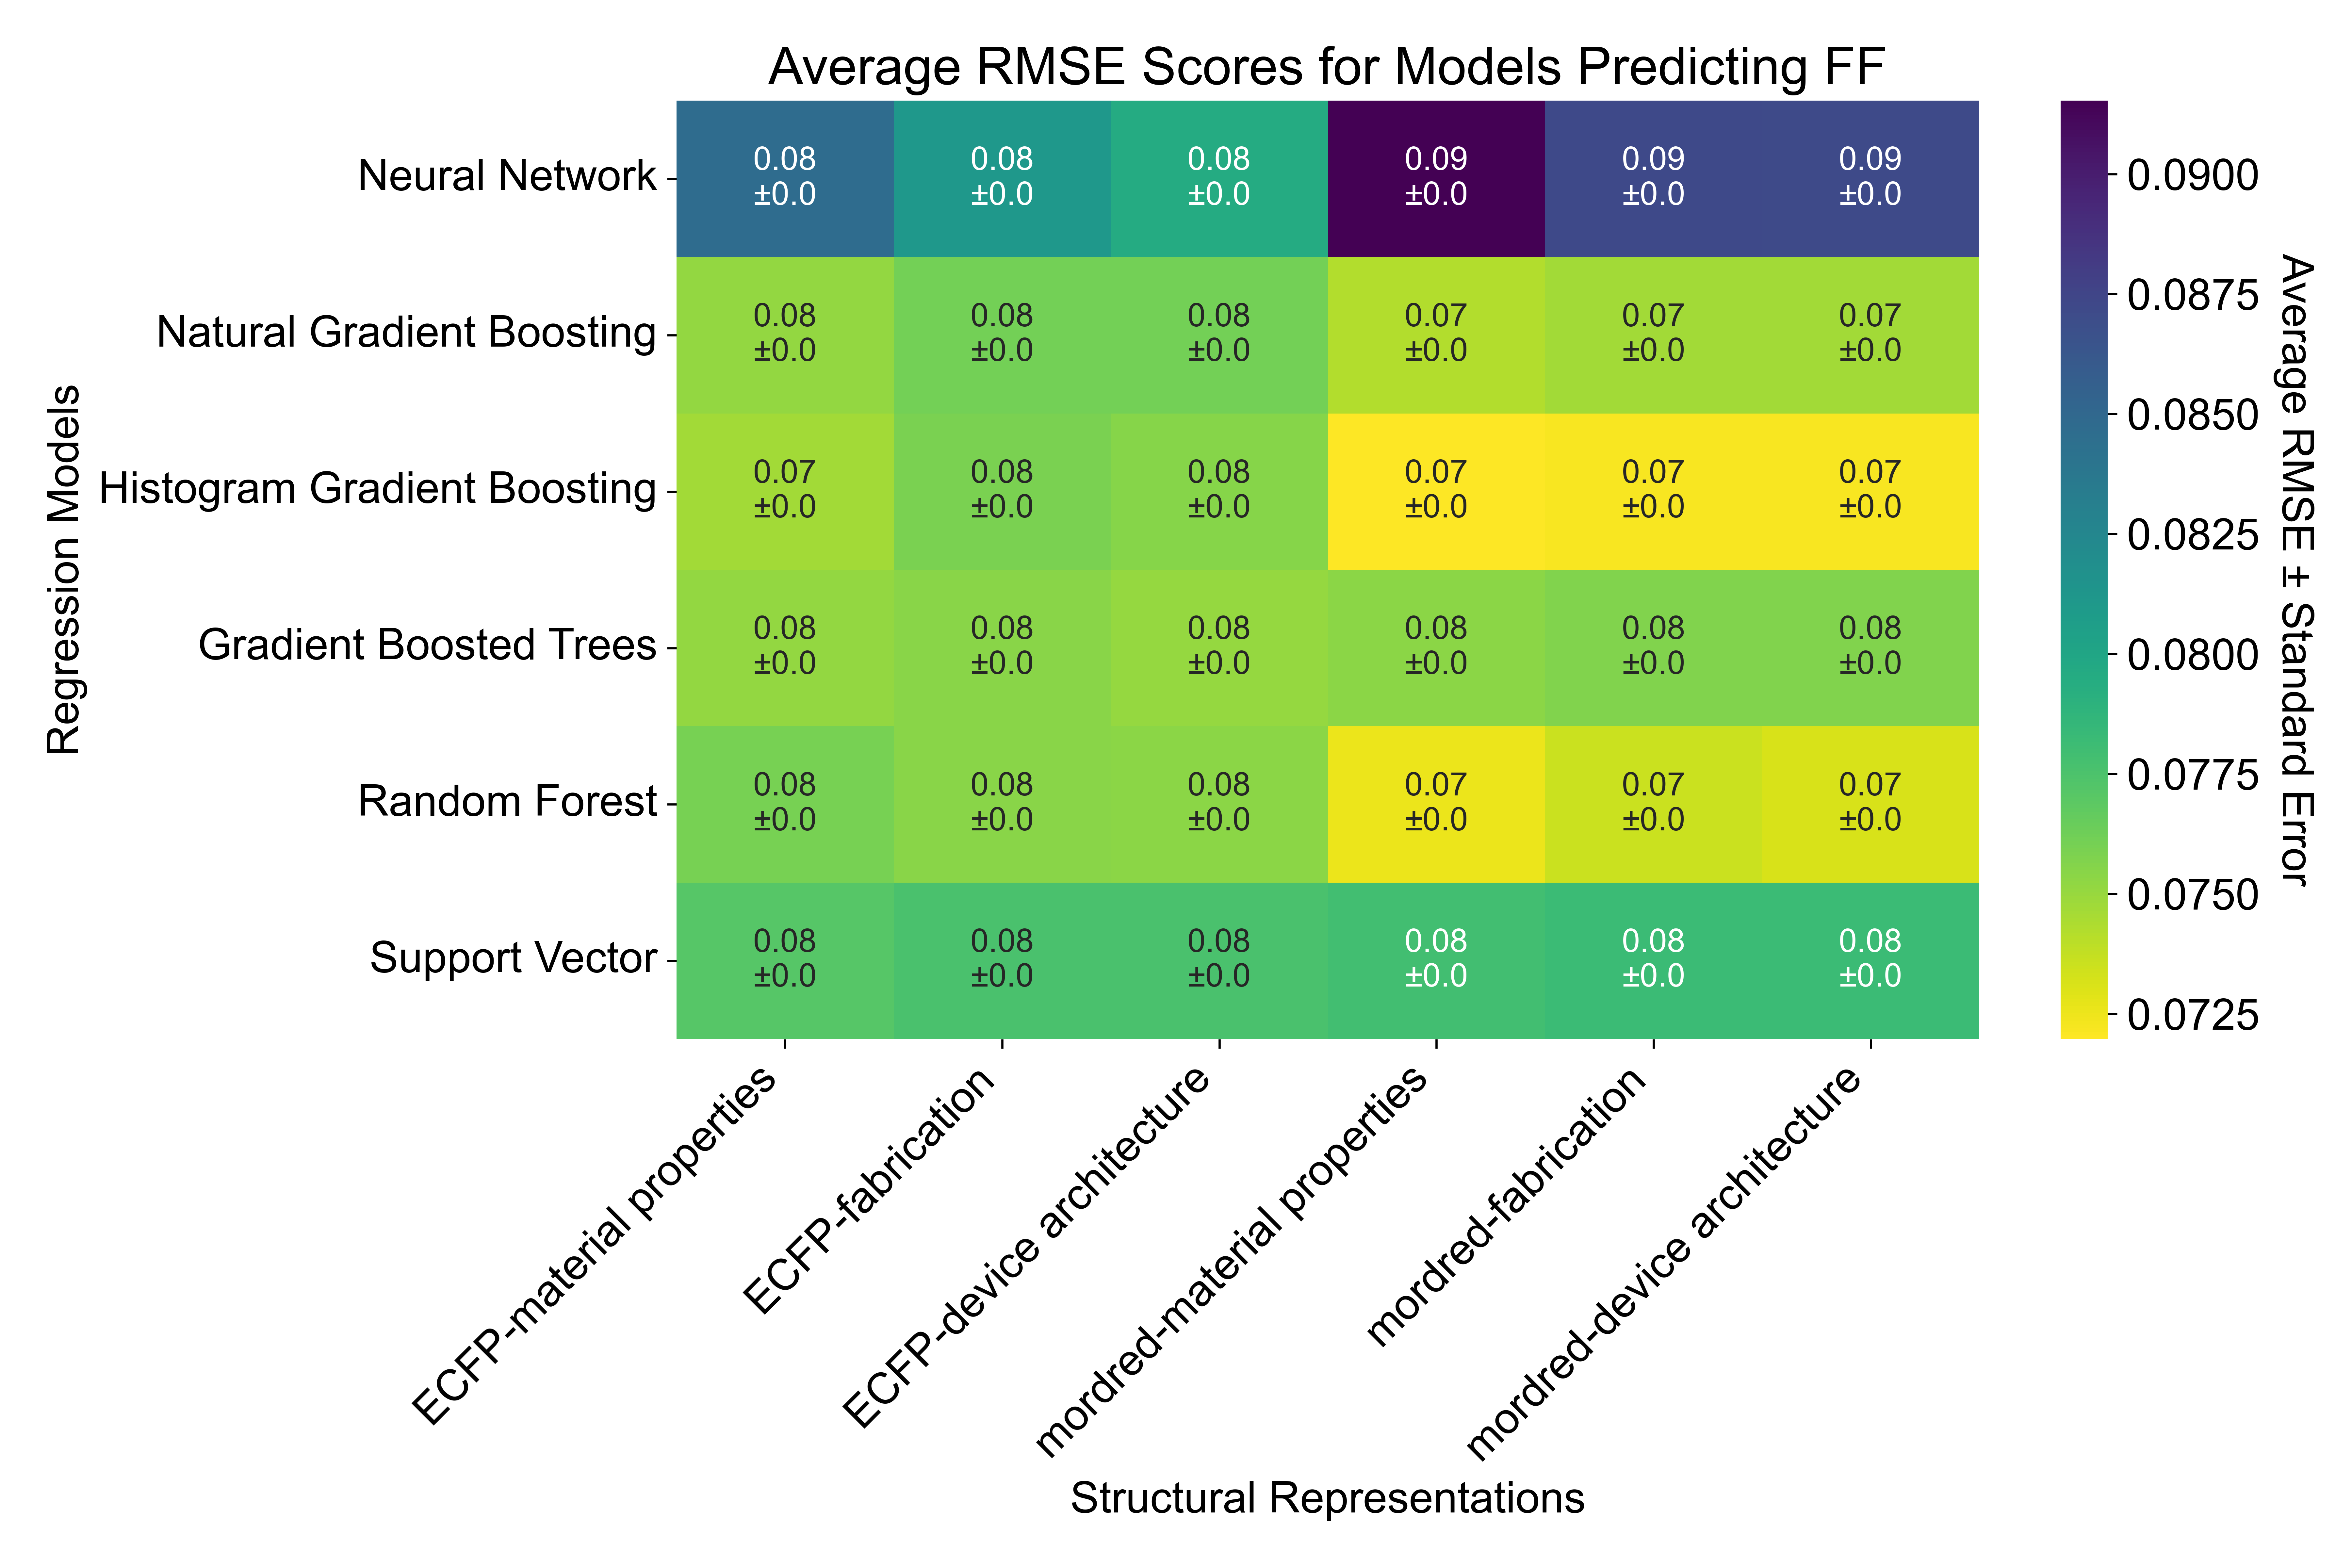 Average RMSE Scores for Models Predicting FF
Regression Models
Neural Network
0.08 0.08 0.08 0.09 0.09 0.09
±0.0 ±0.0 ±0.0 ±0.0 ±0.0 ±0.0
Natural Gradient Boosting
0.08 0.08 0.08 0.07 0.07 0.07
±0.0 ±0.0 ±0.0 ±0.0 ±0.0 ±0.0
Histogram Gradient Boosting
0.07 0.08 0.08 0.07 0.07 0.07
±0.0 ±0.0 ±0.0 ±0.0 ±0.0 ±0.0
Gradient Boosted Trees
0.08 0.08 0.08 0.08 0.08 0.08
±0.0 ±0.0 ±0.0 ±0.0 ±0.0 ±0.0
Random Forest
0.08 0.08 0.08 0.07 0.07 0.07
±0.0 ±0.0 ±0.0 ±0.0 ±0.0 ±0.0
Support Vector
0.08 0.08 0.08 0.08 0.08 0.08
±0.0 ±0.0 ±0.0 ±0.0 ±0.0 ±0.0
ECFP-material properties
ECFP-fabrication
ECFP-device architecture
mordred-material properties
mordred-fabrication
mordred-device architecture
Structural Representations
0.0900
0.0875
0.0850
0.0825
0.0800
0.0775
0.0750
0.0725
Average RMSE ± Standard Error